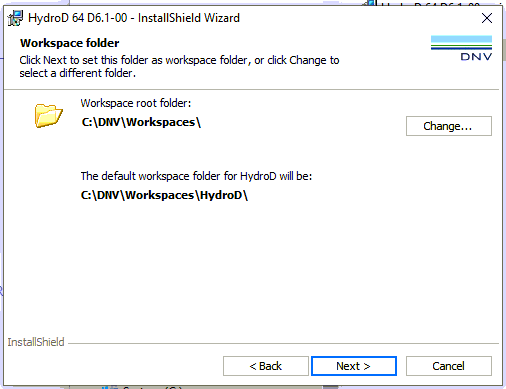 HydroD 64 D6.1-00 - InstallShield Wizard
Workspace folder
Click Next to set this folder as workspace folder, or click Change to
select a different folder.
DNV
Workspace root folder:
C:\DNV\Workspaces\
Change...
The default workspace folder for HydroD will be:
C:\DNV\Workspaces\HydroD\
InstallShield
< Back
Next >
Cancel